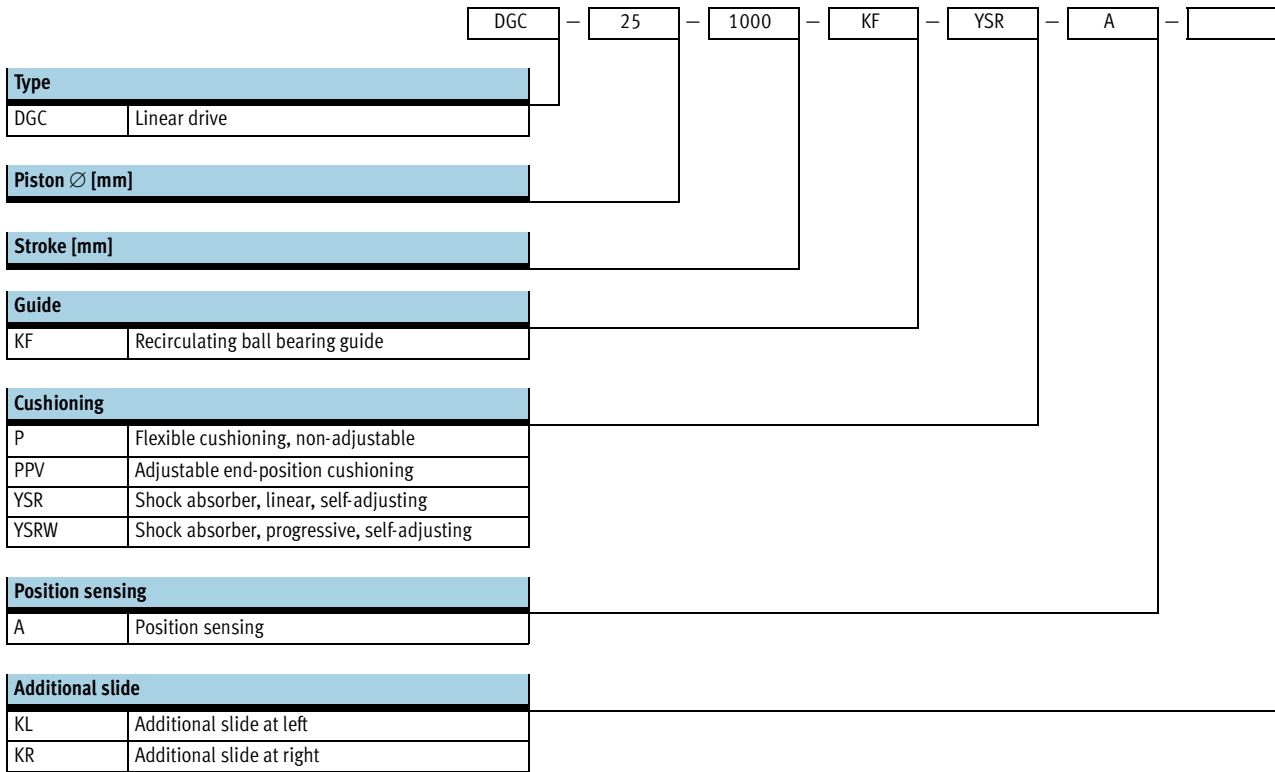 DGC – 25 – 1000 – KF – YSR – A –
Type
DGC Linear drive
Piston ∅ [mm]
Stroke [mm]
Guide
KF Recirculating ball bearing guide
Cushioning
P Flexible cushioning, non-adjustable
PPV Adjustable end-position cushioning
YSR Shock absorber, linear, self-adjusting
YSRW Shock absorber, progressive, self-adjusting
Position sensing
A Position sensing
Additional slide
KL Additional slide at left
KR Additional slide at right